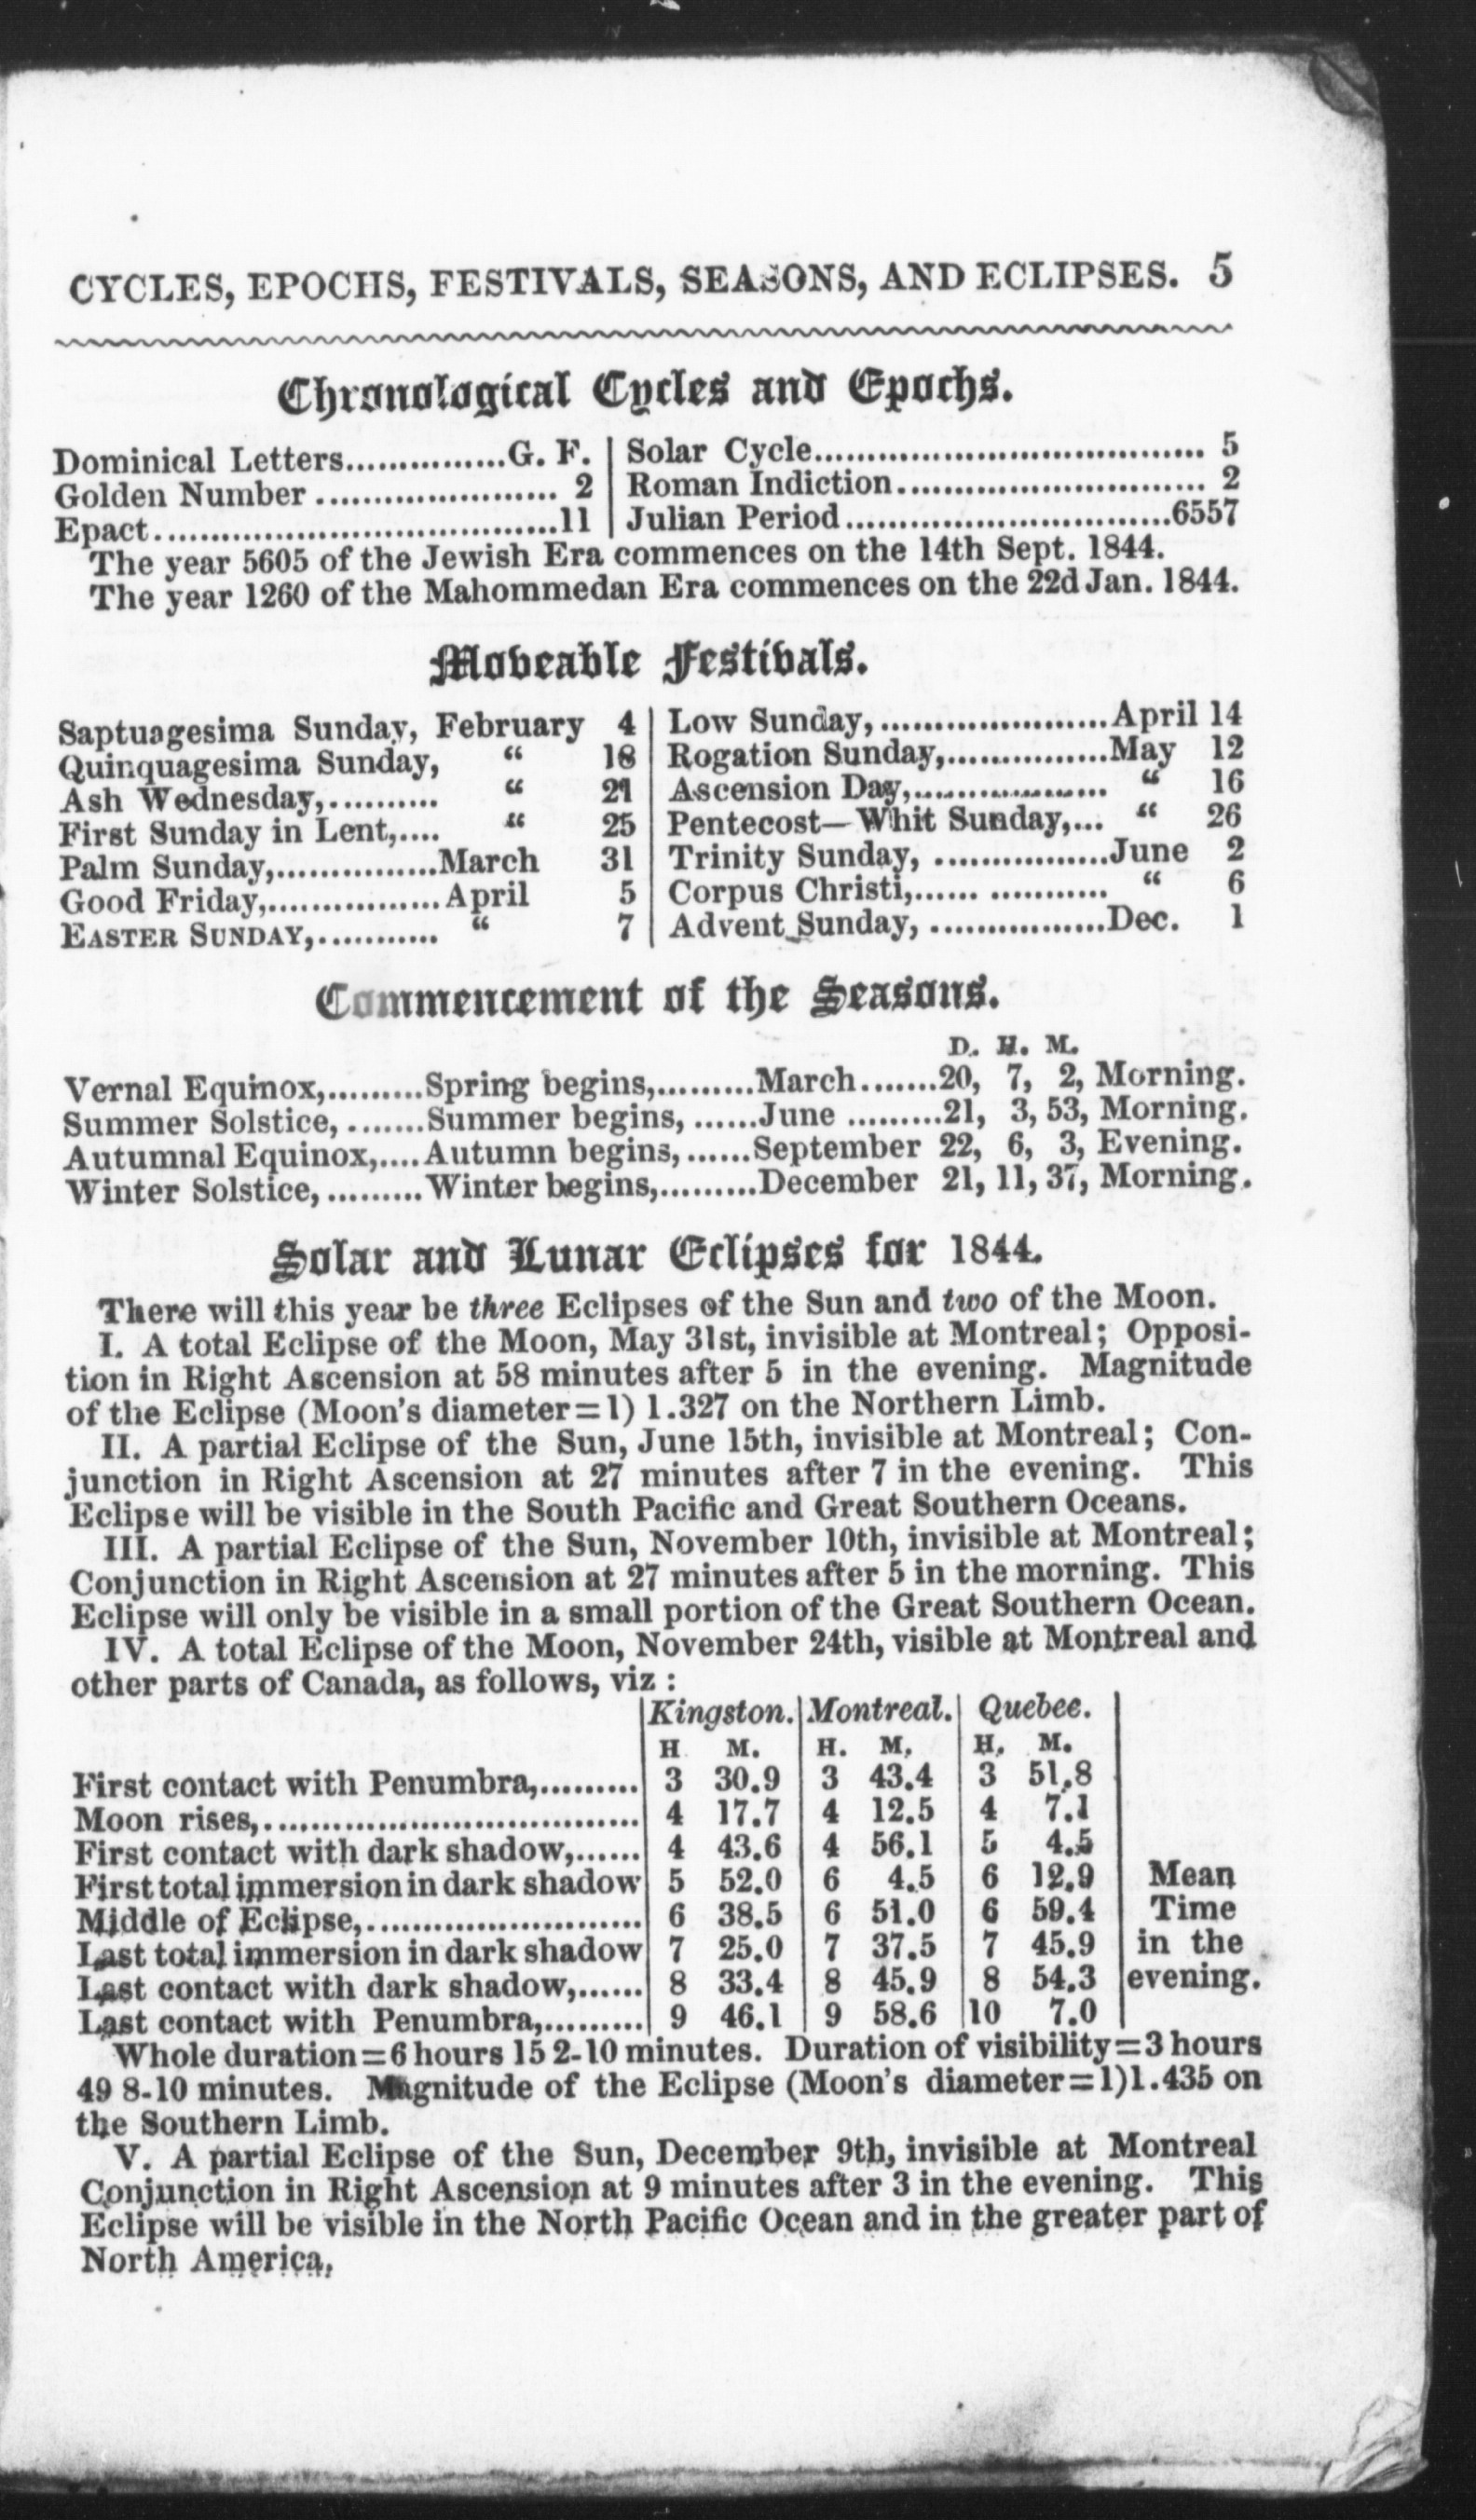 CYCLES, EPOCHS, FESTIVALS, SEASONS, AND ECLIPSES. 5
Chronological Cycles and Epochs.
Dominical Letters...............G. F. | Solar Cycle.................................... 5
Golden Number ...................... 2 | Roman Indiction............................. 2
Epact.....................................11 | Julian Period...............................6557
The year 5605 of the Jewish Era commences on the 14th Sept. 1844.
The year 1260 of the Mahommedan Era commences on the 22d Jan. 1844.
Moveable Festivals.
Saptuagesima Sunday, February 4 | Low Sunday,......................April 14
Quinquagesima Sunday, “ 18 | Rogation Sunday,...............May 12
Ash Wednesday,.......... “ 21 | Ascension Day,.................. “ 16
First Sunday in Lent,.... “ 25 | Pentecost—Whit Sunday,... “ 26
Palm Sunday,...............March 31 | Trinity Sunday, ................June 2
Good Friday,................April 5 | Corpus Christi,...... ........... “ 6
EASTER SUNDAY,........... “ 7 | Advent Sunday, ................Dec. 1
Commencement of the Seasons.
D. H. M.
Vernal Equinox,.........Spring begins,.........March.......20, 7, 2, Morning.
Summer Solstice, ........Summer begins, ......June .........21, 3, 53, Morning.
Autumnal Equinox,....Autumn begins,......September 22, 6, 3, Evening.
Winter Solstice, .........Winter begins,.........December 21, 11, 37, Morning.
Solar and Lunar Eclipses for 1844.
There will this year be three Eclipses of the Sun and two of the Moon.
I. A total Eclipse of the Moon, May 31st, invisible at Montreal; Opposi-
tion in Right Ascension at 58 minutes after 5 in the evening. Magnitude
of the Eclipse (Moon's diameter=1) 1.327 on the Northern Limb.
II. A partial Eclipse of the Sun, June 15th, invisible at Montreal; Con-
junction in Right Ascension at 27 minutes after 7 in the evening. This
Eclipse will be visible in the South Pacific and Great Southern Oceans.
III. A partial Eclipse of the Sun, November 10th, invisible at Montreal;
Conjunction in Right Ascension at 27 minutes after 5 in the morning. This
Eclipse will only be visible in a small portion of the Great Southern Ocean.
IV. A total Eclipse of the Moon, November 24th, visible at Montreal and
other parts of Canada, as follows, viz :
Kingston. | Montreal. | Quebec.
H. M. | H. M. | H. M.
First contact with Penumbra,.......... 3 30.9 | 3 43.4 | 3 51.8
Moon rises,................................... 4 17.7 | 4 12.5 | 4 7.1
First contact with dark shadow,...... 4 43.6 | 4 56.1 | 5 4.5
First total immersion in dark shadow 5 52.0 | 6 4.5 | 6 12.9 | Mean
Middle of Eclipse,.......................... 6 38.5 | 6 51.0 | 6 59.4 | Time
Last total immersion in dark shadow 7 25.0 | 7 37.5 | 7 45.9 | in the
Last contact with dark shadow,...... 8 33.4 | 8 45.9 | 8 54.3 | evening.
Last contact with Penumbra,.......... 9 46.1 | 9 58.6 | 10 7.0
Whole duration=6 hours 15 2-10 minutes. Duration of visibility=3 hours
49 8-10 minutes. Magnitude of the Eclipse (Moon's diameter=1)1.435 on
the Southern Limb.
V. A partial Eclipse of the Sun, December 9th, invisible at Montreal
Conjunction in Right Ascension at 9 minutes after 3 in the evening. This
Eclipse will be visible in the North Pacific Ocean and in the greater part of
North America.